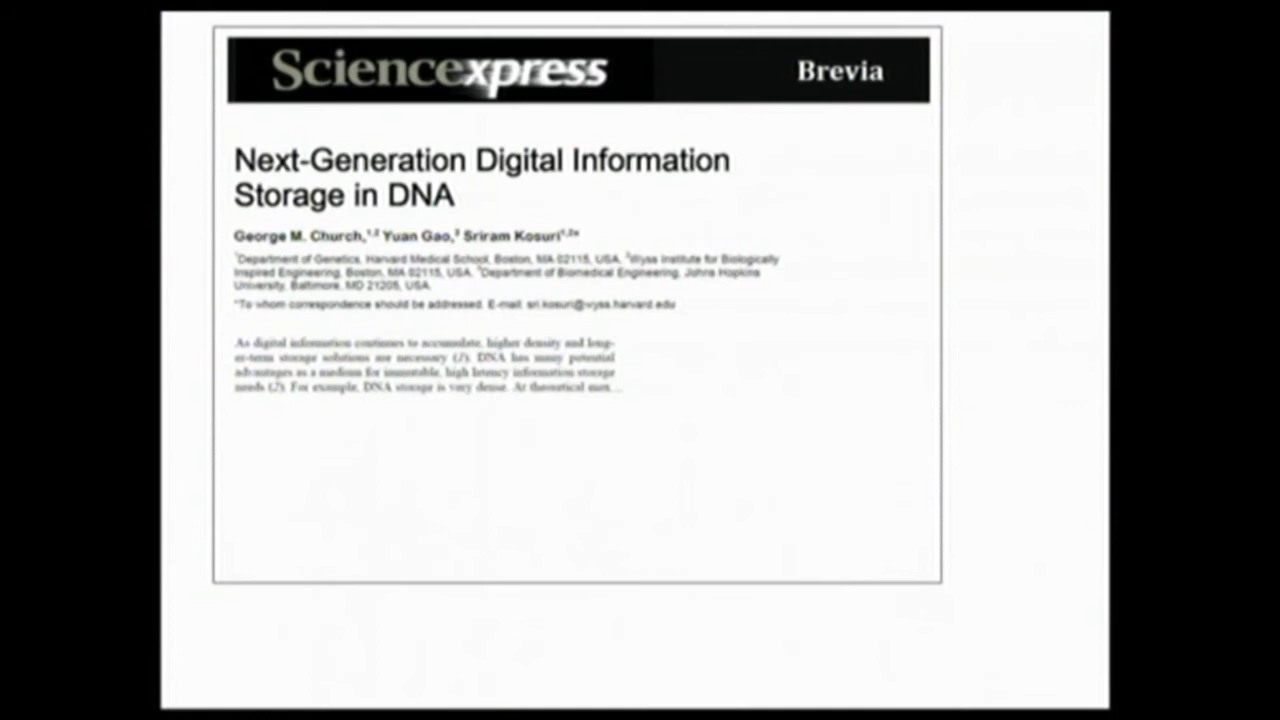 Sciencexpress
Brevia
Next-Generation Digital Information
Storage in DNA
George M. Church,1,2 Yuan Gao,3 Sriram Kosuri1,2*
1Department of Genetics, Harvard Medical School, Boston, MA 02115, USA. 2Wyss Institute for Biologically
Inspired Engineering, Boston, MA 02115, USA. 3Department of Biomedical Engineering, Johns Hopkins
University, Baltimore, MD 21205, USA.
*To whom correspondence should be addressed. E-mail: sri.kosuri@wyss.harvard.edu
As digital information continues to accumulate, higher density and long-
er-term storage solutions are necessary (1). DNA has many potential
advantages as a medium for immutable, high latency information storage
needs (2). For example, DNA storage is very dense. At theoretical max...